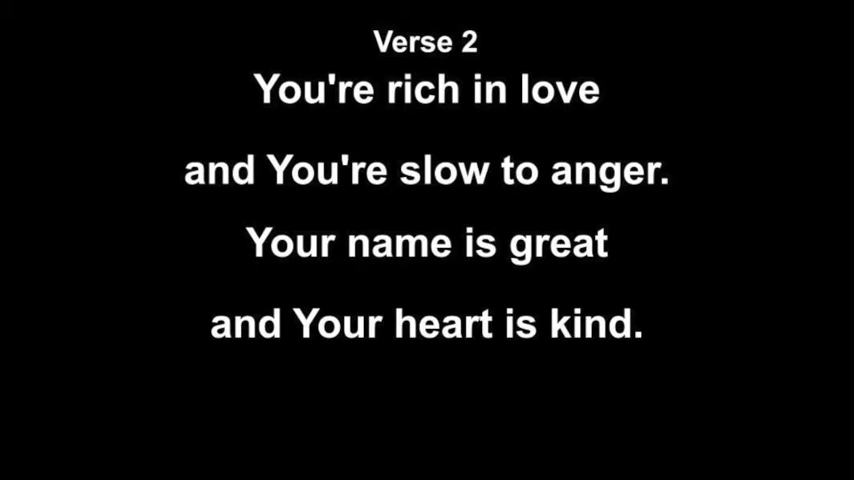 Verse 2
You're rich in love
and You're slow to anger.
Your name is great
and Your heart is kind.